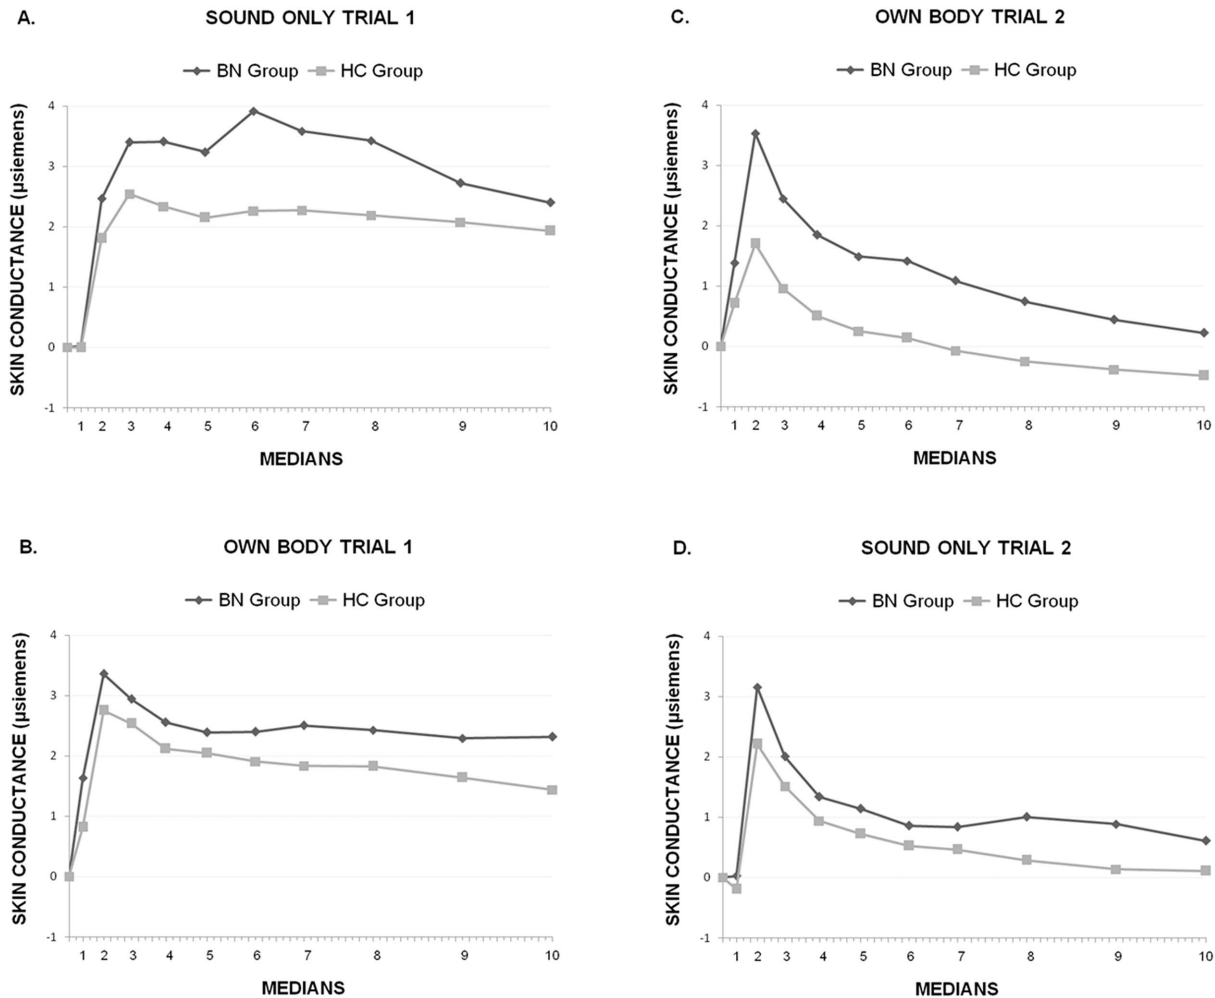 A.
SOUND ONLY TRIAL 1
BN Group HC Group
SKIN CONDUCTANCE (µsiemens)
4
3
2
1
0
-1
1 2 3 4 5 6 7 8 9 10
MEDIANS
B.
OWN BODY TRIAL 1
BN Group HC Group
SKIN CONDUCTANCE (µsiemens)
4
3
2
1
0
-1
1 2 3 4 5 6 7 8 9 10
MEDIANS
C.
OWN BODY TRIAL 2
BN Group HC Group
SKIN CONDUCTANCE (µsiemens)
4
3
2
1
0
-1
1 2 3 4 5 6 7 8 9 10
MEDIANS
D.
SOUND ONLY TRIAL 2
BN Group HC Group
SKIN CONDUCTANCE (µsiemens)
4
3
2
1
0
-1
1 2 3 4 5 6 7 8 9 10
MEDIANS